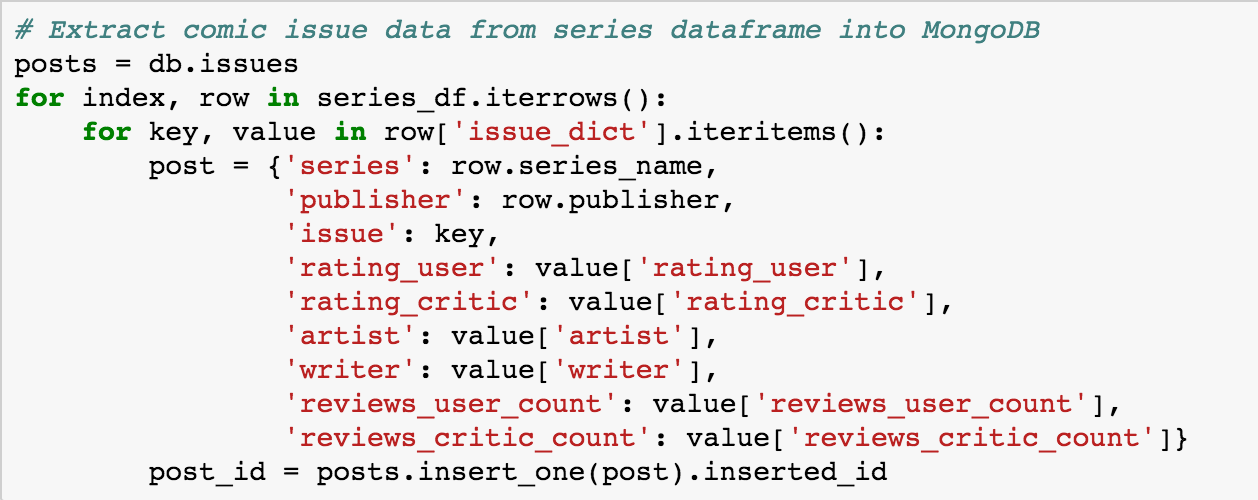 # Extract comic issue data from series dataframe into MongoDB
posts = db.issues
for index, row in series_df.iterrows():
    for key, value in row['issue_dict'].iteritems():
        post = {'series': row.series_name,
                'publisher': row.publisher,
                'issue': key,
                'rating_user': value['rating_user'],
                'rating_critic': value['rating_critic'],
                'artist': value['artist'],
                'writer': value['writer'],
                'reviews_user_count': value['reviews_user_count'],
                'reviews_critic_count': value['reviews_critic_count']}
        post_id = posts.insert_one(post).inserted_id